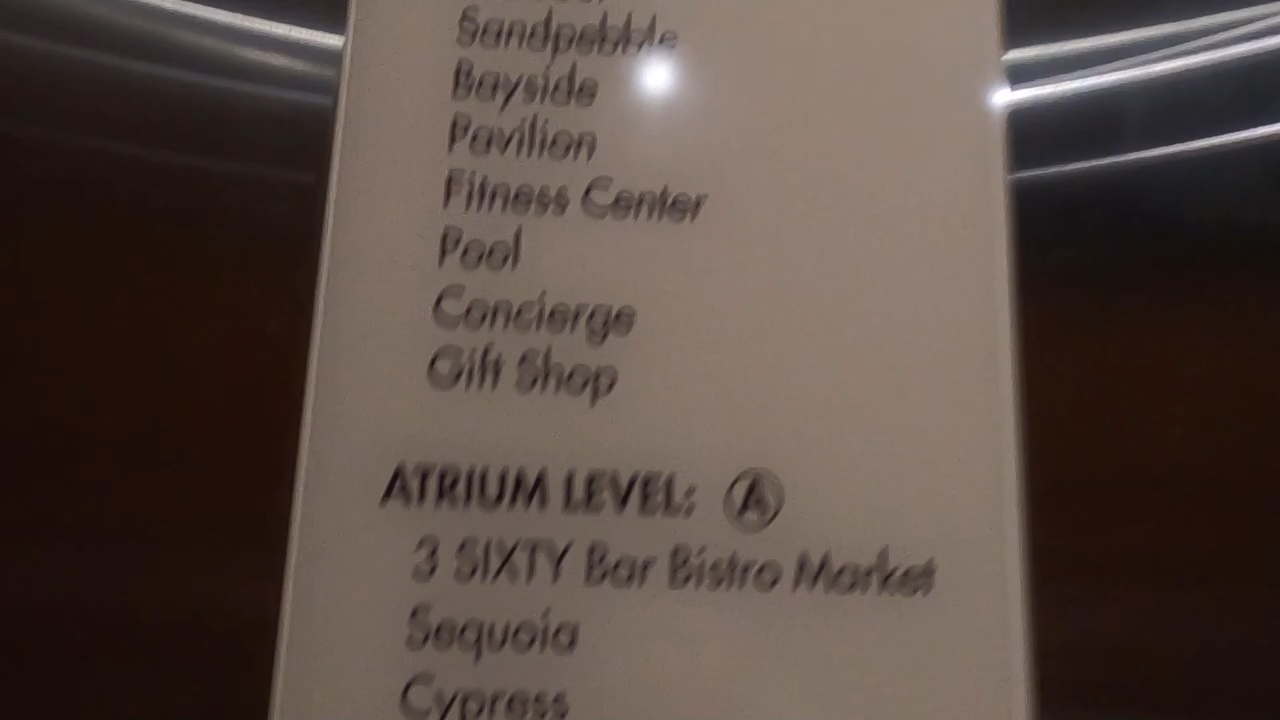 Sandpebble
Bayside
Pavilion
Fitness Center
Pool
Concierge
Gift Shop
ATRIUM LEVEL: A
3 SIXTY Bar Bistro Market
Sequoia
Cypress